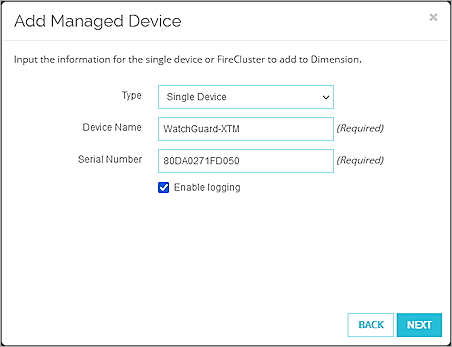 Add Managed Device
Input the information for the single device or FireCluster to add to Dimension.
Type Single Device
Device Name WatchGuard-XTM (Required)
Serial Number 80DA0271FD050 (Required)
Enable logging
BACK NEXT